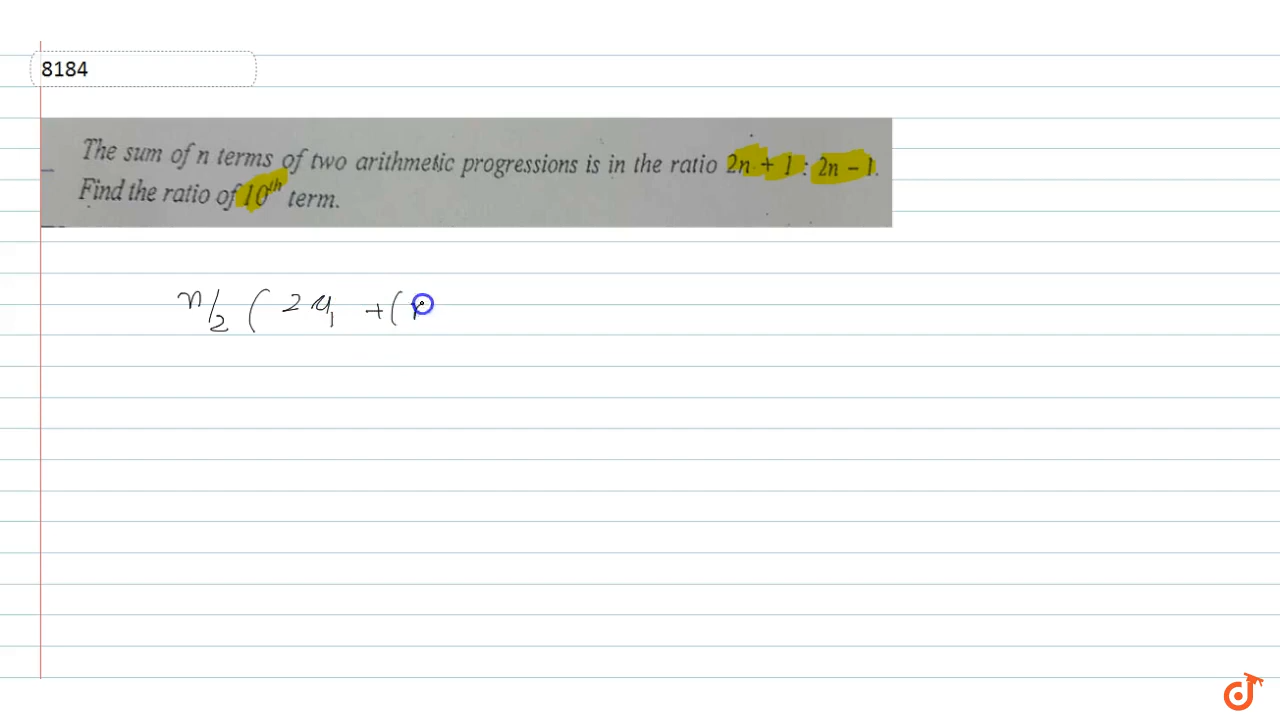 8184
The sum of n terms of two arithmetic progressions is in the ratio 2n + 1 : 2n – 1.
Find the ratio of 10th term.
n/2 ( 2a1 + (